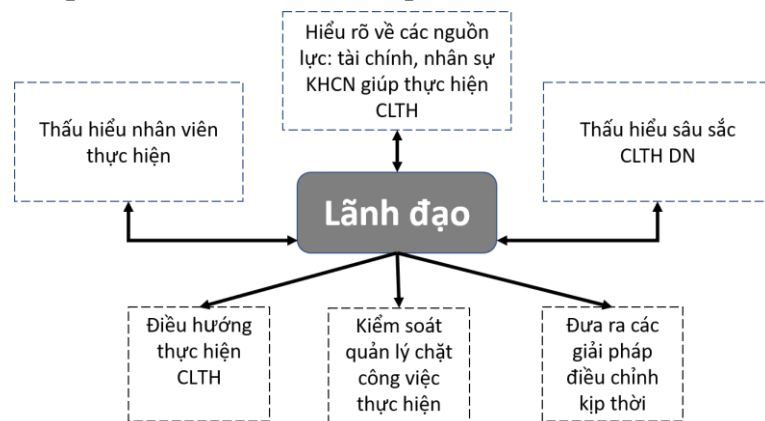 Hiểu rõ về các nguồn
lực: tài chính, nhân sự
KHCN giúp thực hiện
CLTH
Thấu hiểu nhân viên
thực hiện
Thấu hiểu sâu sắc
CLTH DN
Lãnh đạo
Điều hướng
thực hiện
CLTH
Kiểm soát
quản lý chặt
công việc
thực hiện
Đưa ra các
giải pháp
điều chỉnh
kịp thời